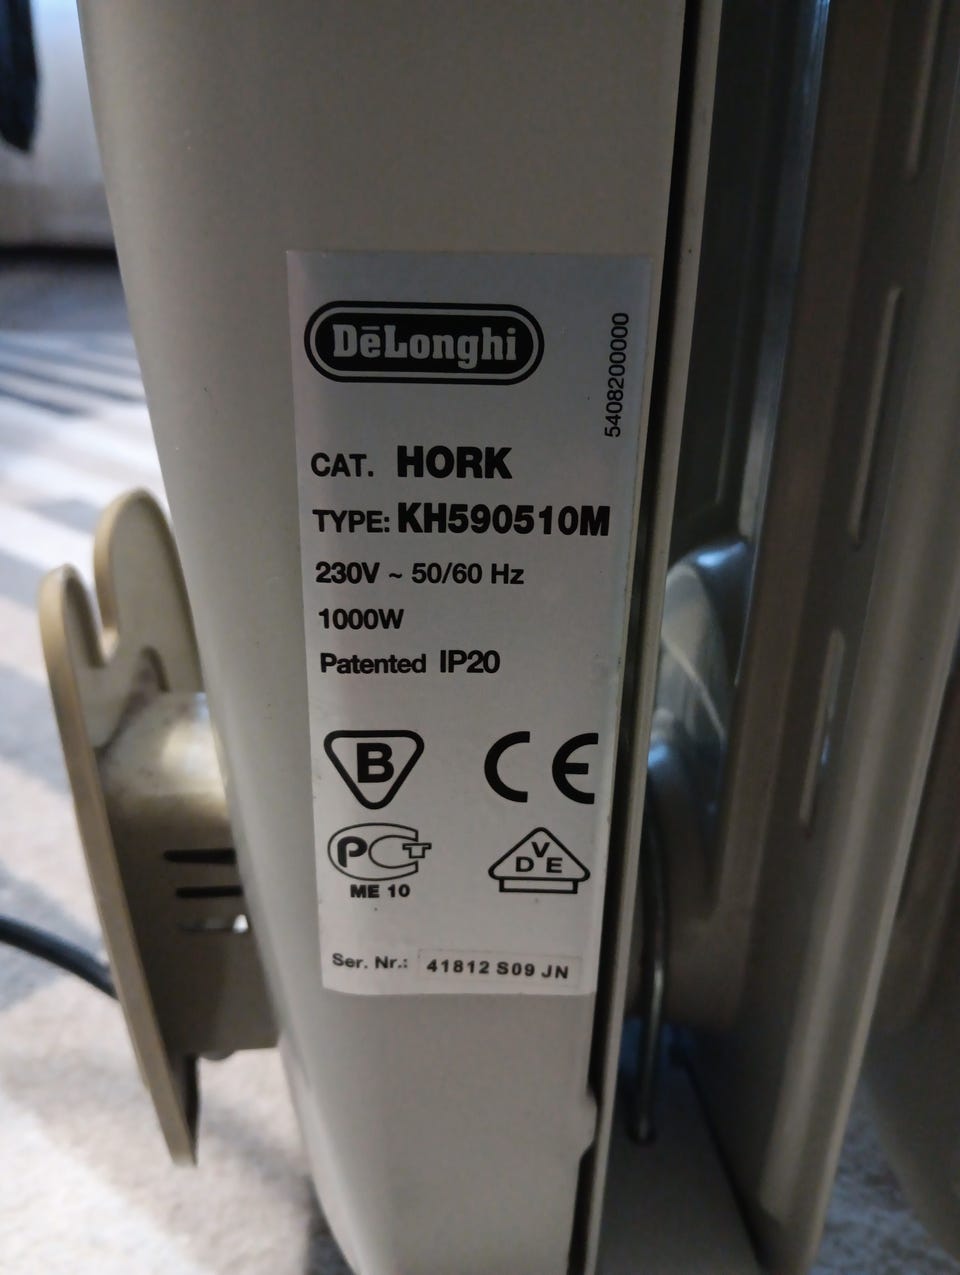 DeLonghi
5408200000
CAT. HORK
TYPE: KH590510M
230V ~ 50/60 Hz
1000W
Patented IP20
B
CE
PCT
ME 10
VDE
Ser. Nr.: 41812 S09 JN